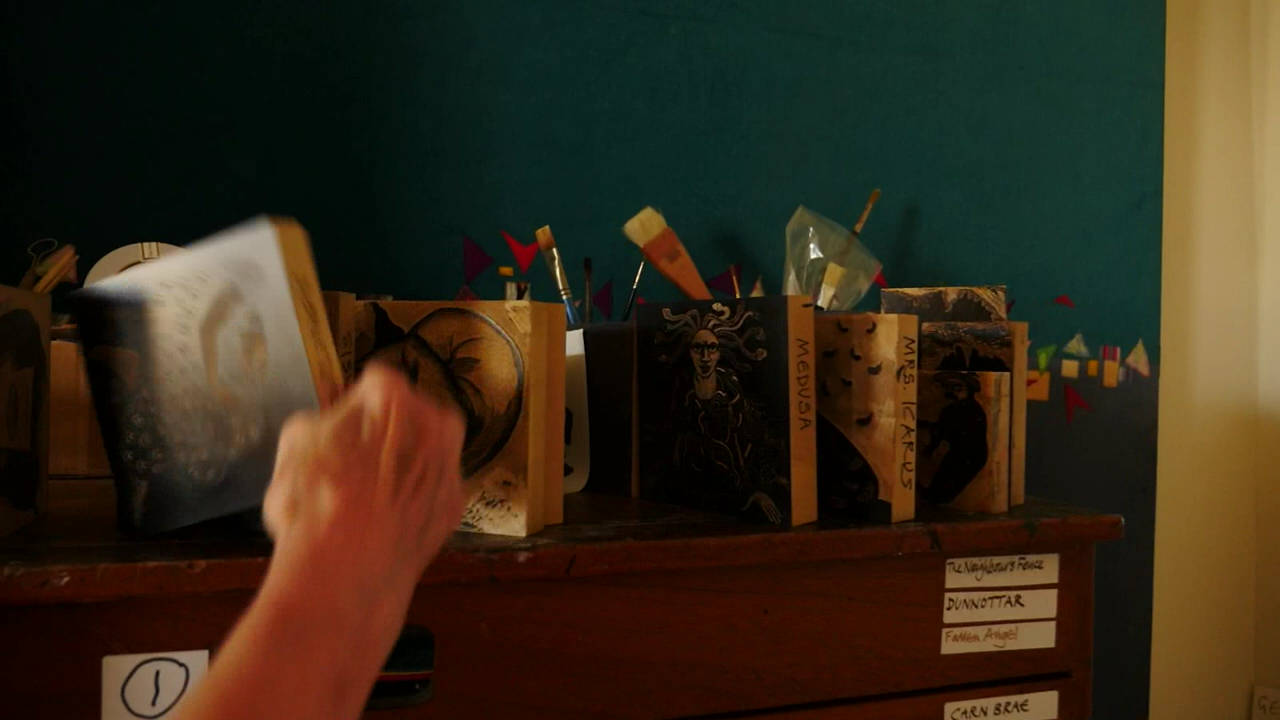 MEDUSA
MRS. ICARUS
The Neighbour's Fence
DUNNOTTAR
Fallen Angel
1
CARN BRAE